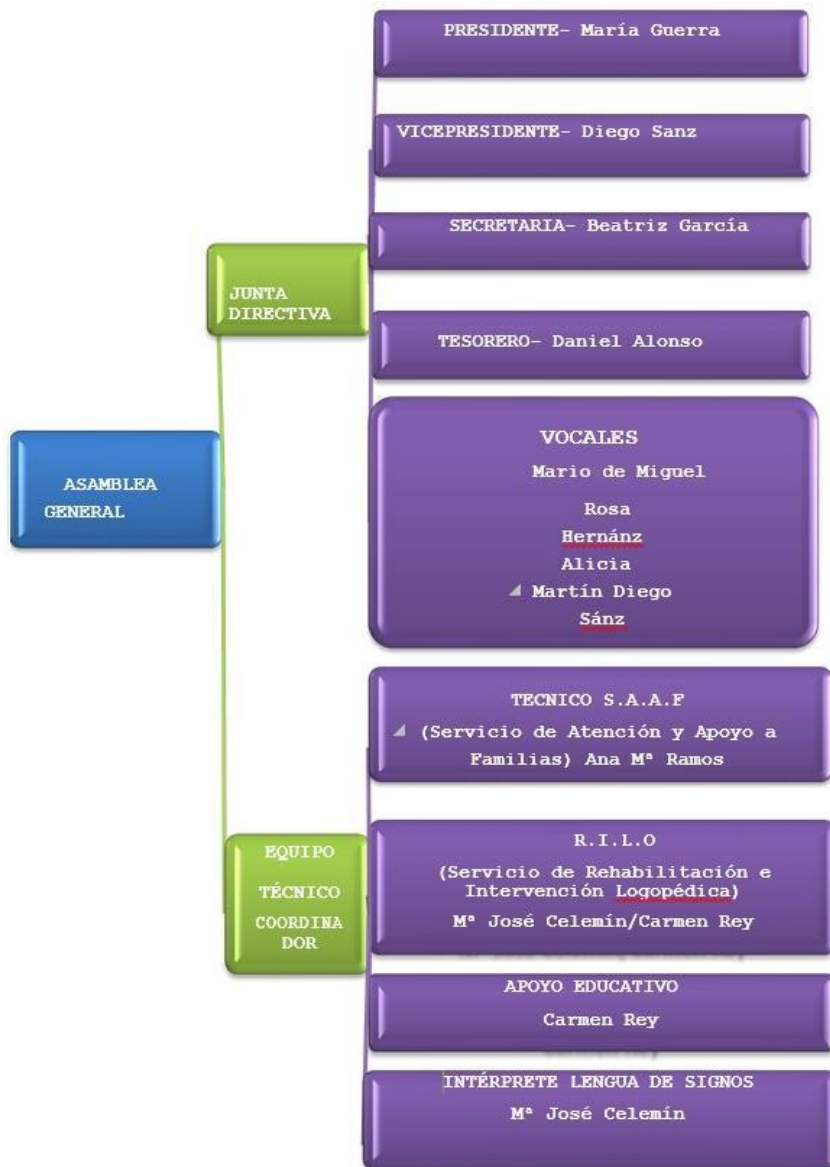 PRESIDENTE- María Guerra
VICEPRESIDENTE- Diego Sanz
SECRETARIA- Beatriz García
JUNTA
DIRECTIVA
TESORERO- Daniel Alonso
VOCALES
Mario de Miguel
Rosa
Hernánz
Alicia
Martín Diego
Sánz
ASAMBLEA
GENERAL
TECNICO S.A.A.F
(Servicio de Atención y Apoyo a
Familias) Ana Mª Ramos
EQUIPO
TÉCNICO
COORDINA
DOR
R.I.L.O
(Servicio de Rehabilitación e
Intervención Logopédica)
Mª José Celemín/Carmen Rey
APOYO EDUCATIVO
Carmen Rey
INTÉRPRETE LENGUA DE SIGNOS
Mª José Celemín